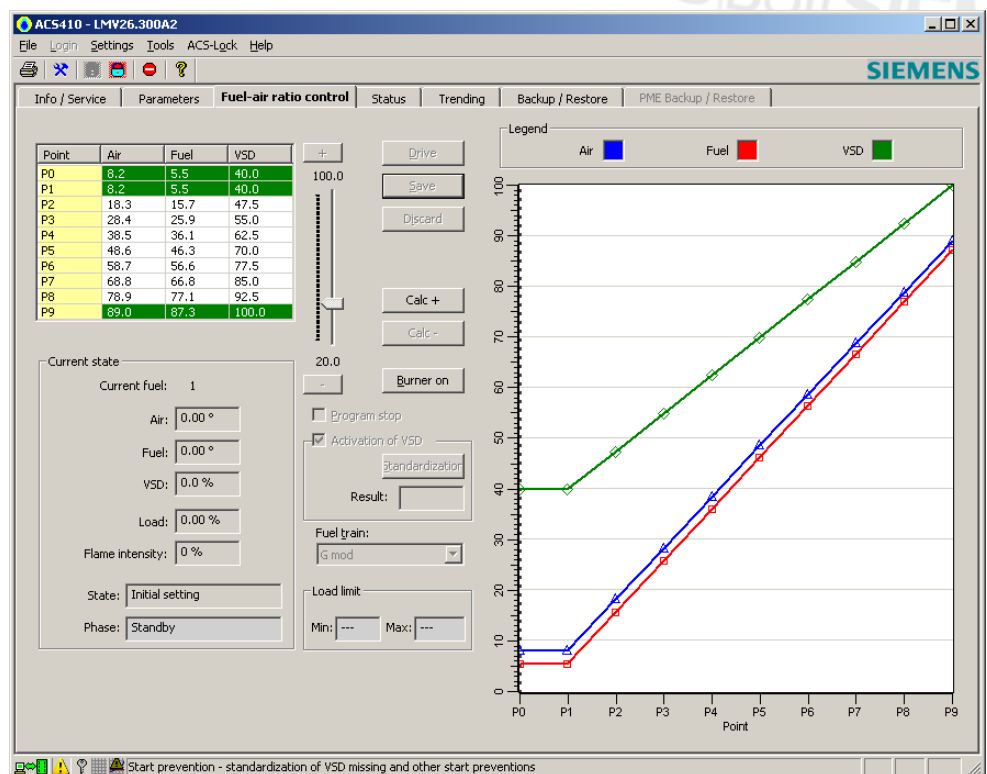 ACS410 - LMV26.300A2
File Login Settings Tools ACS-Lock Help
SIEMENS
Info / Service Parameters Fuel-air ratio control Status Trending Backup / Restore PME Backup / Restore
Point Air Fuel VSD
P0 8.2 5.5 40.0
P1 8.2 5.5 40.0
P2 18.3 15.7 47.5
P3 28.4 25.9 55.0
P4 38.5 36.1 62.5
P5 48.6 46.3 70.0
P6 58.7 56.6 77.5
P7 68.8 66.8 85.0
P8 78.9 77.1 92.5
P9 89.0 87.3 100.0
+
100.0
20.0
-
Drive
Save
Discard
Calc +
Calc -
Burner on
Program stop
Activation of VSD
Standardization
Result:
Fuel train:
G mod
Load limit
Min: --- Max: ---
Current state
Current fuel: 1
Air: 0.00 °
Fuel: 0.00 °
VSD: 0.0 %
Load: 0.00 %
Flame intensity: 0 %
State: Initial setting
Phase: Standby
Legend
Air Fuel VSD
100
90
80
70
60
50
40
30
20
10
0
P0 P1 P2 P3 P4 P5 P6 P7 P8 P9
Point
Start prevention - standardization of VSD missing and other start preventions